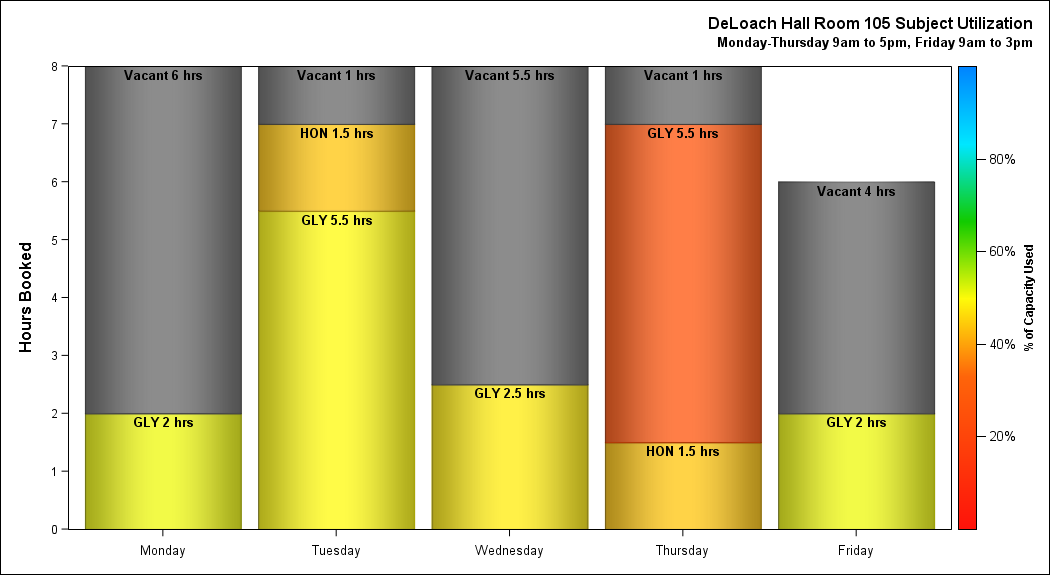 DeLoach Hall Room 105 Subject Utilization
Monday-Thursday 9am to 5pm, Friday 9am to 3pm
Hours Booked
8
7
6
5
4
3
2
1
0
Vacant 6 hrs
GLY 2 hrs
Vacant 1 hrs
HON 1.5 hrs
GLY 5.5 hrs
Vacant 5.5 hrs
GLY 2.5 hrs
Vacant 1 hrs
GLY 5.5 hrs
HON 1.5 hrs
Vacant 4 hrs
GLY 2 hrs
Monday
Tuesday
Wednesday
Thursday
Friday
80%
60%
40%
20%
% of Capacity Used